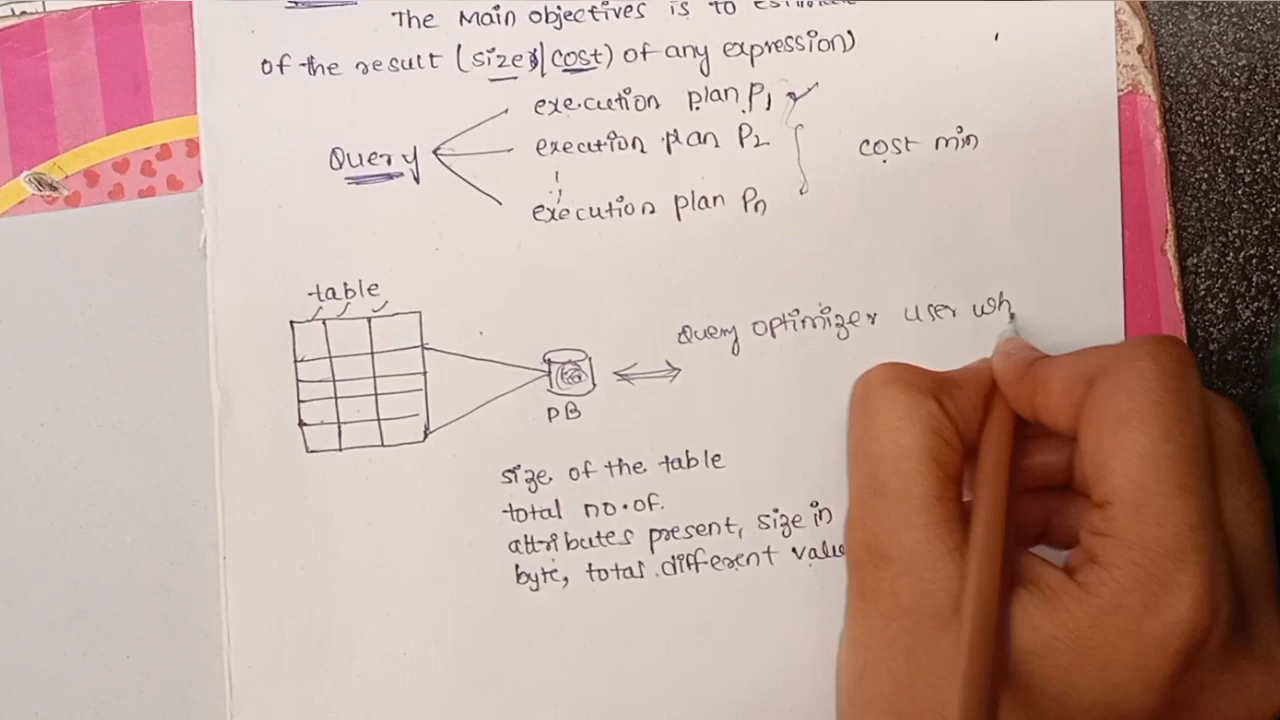 The Main objectives is to
of the result (size|cost) of any expression)
execution plan P1
Query execution plan P2 cost min
execution plan Pn
table
Query optimizer user wh
DB
size of the table
total no.of.
attributes present, size in
byte, total different value